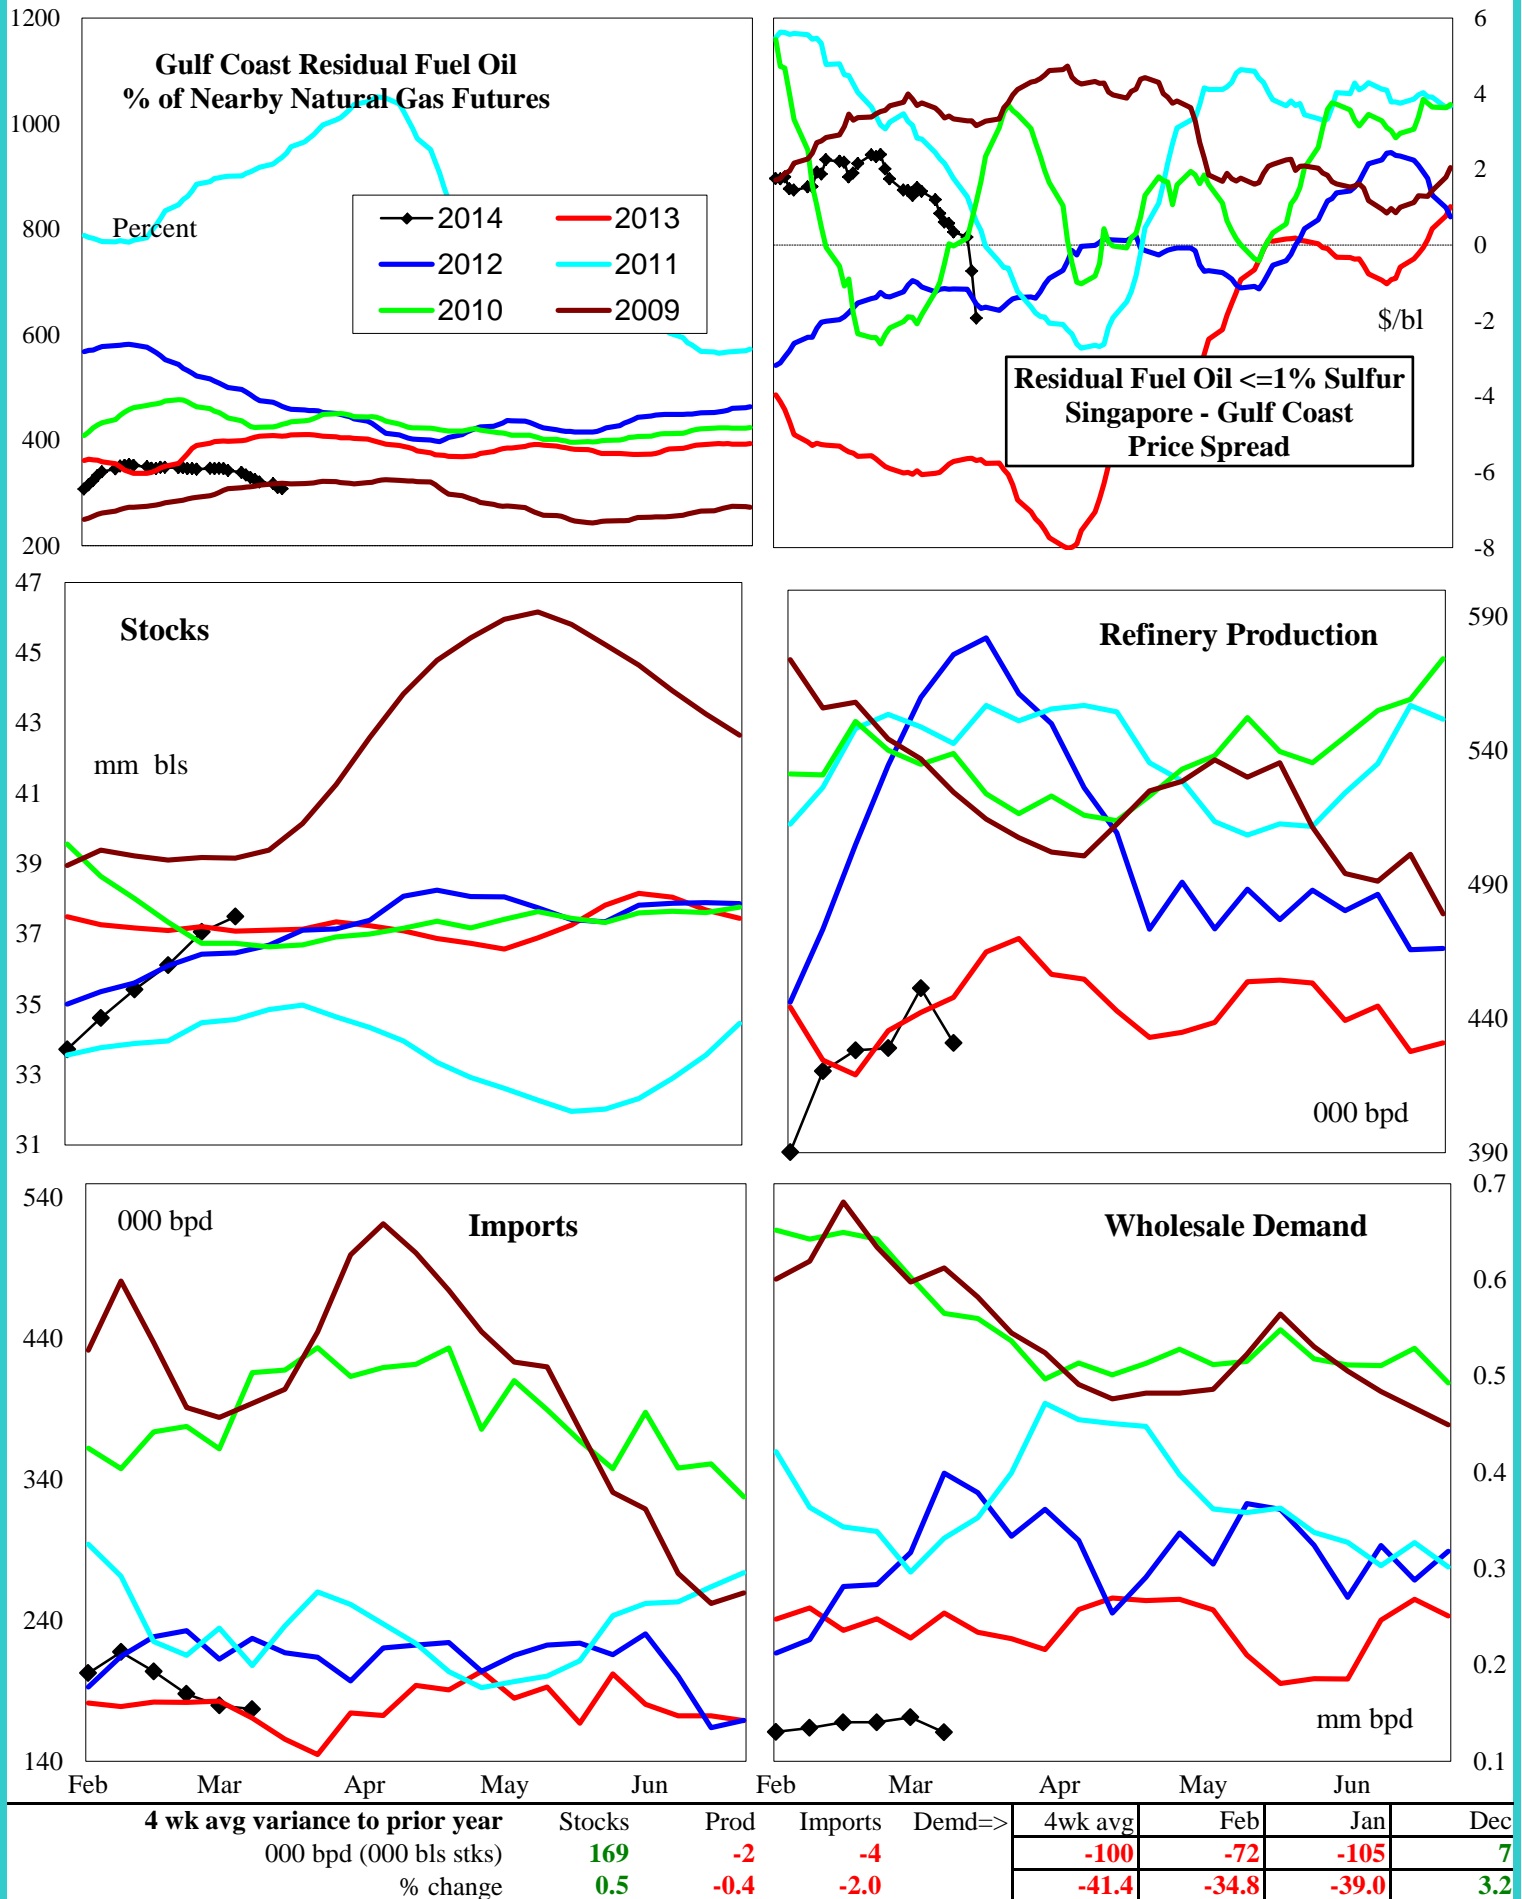 Gulf Coast Residual Fuel Oil
% of Nearby Natural Gas Futures
Percent
1200
1000
800
600
400
200
2014
2013
2012
2011
2010
2009
6
4
2
0
-2
-4
-6
-8
$/bl
Residual Fuel Oil <=1% Sulfur
Singapore - Gulf Coast
Price Spread
Stocks
mm bls
47
45
43
41
39
37
35
33
31
Refinery Production
000 bpd
590
540
490
440
390
Imports
000 bpd
540
440
340
240
140
Feb Mar Apr May Jun
Wholesale Demand
mm bpd
0.7
0.6
0.5
0.4
0.3
0.2
0.1
Feb Mar Apr May Jun
4 wk avg variance to prior year Stocks Prod Imports Demd=> 4wk avg Feb Jan Dec
000 bpd (000 bls stks) 169 -2 -4 -100 -72 -105 7
% change 0.5 -0.4 -2.0 -41.4 -34.8 -39.0 3.2